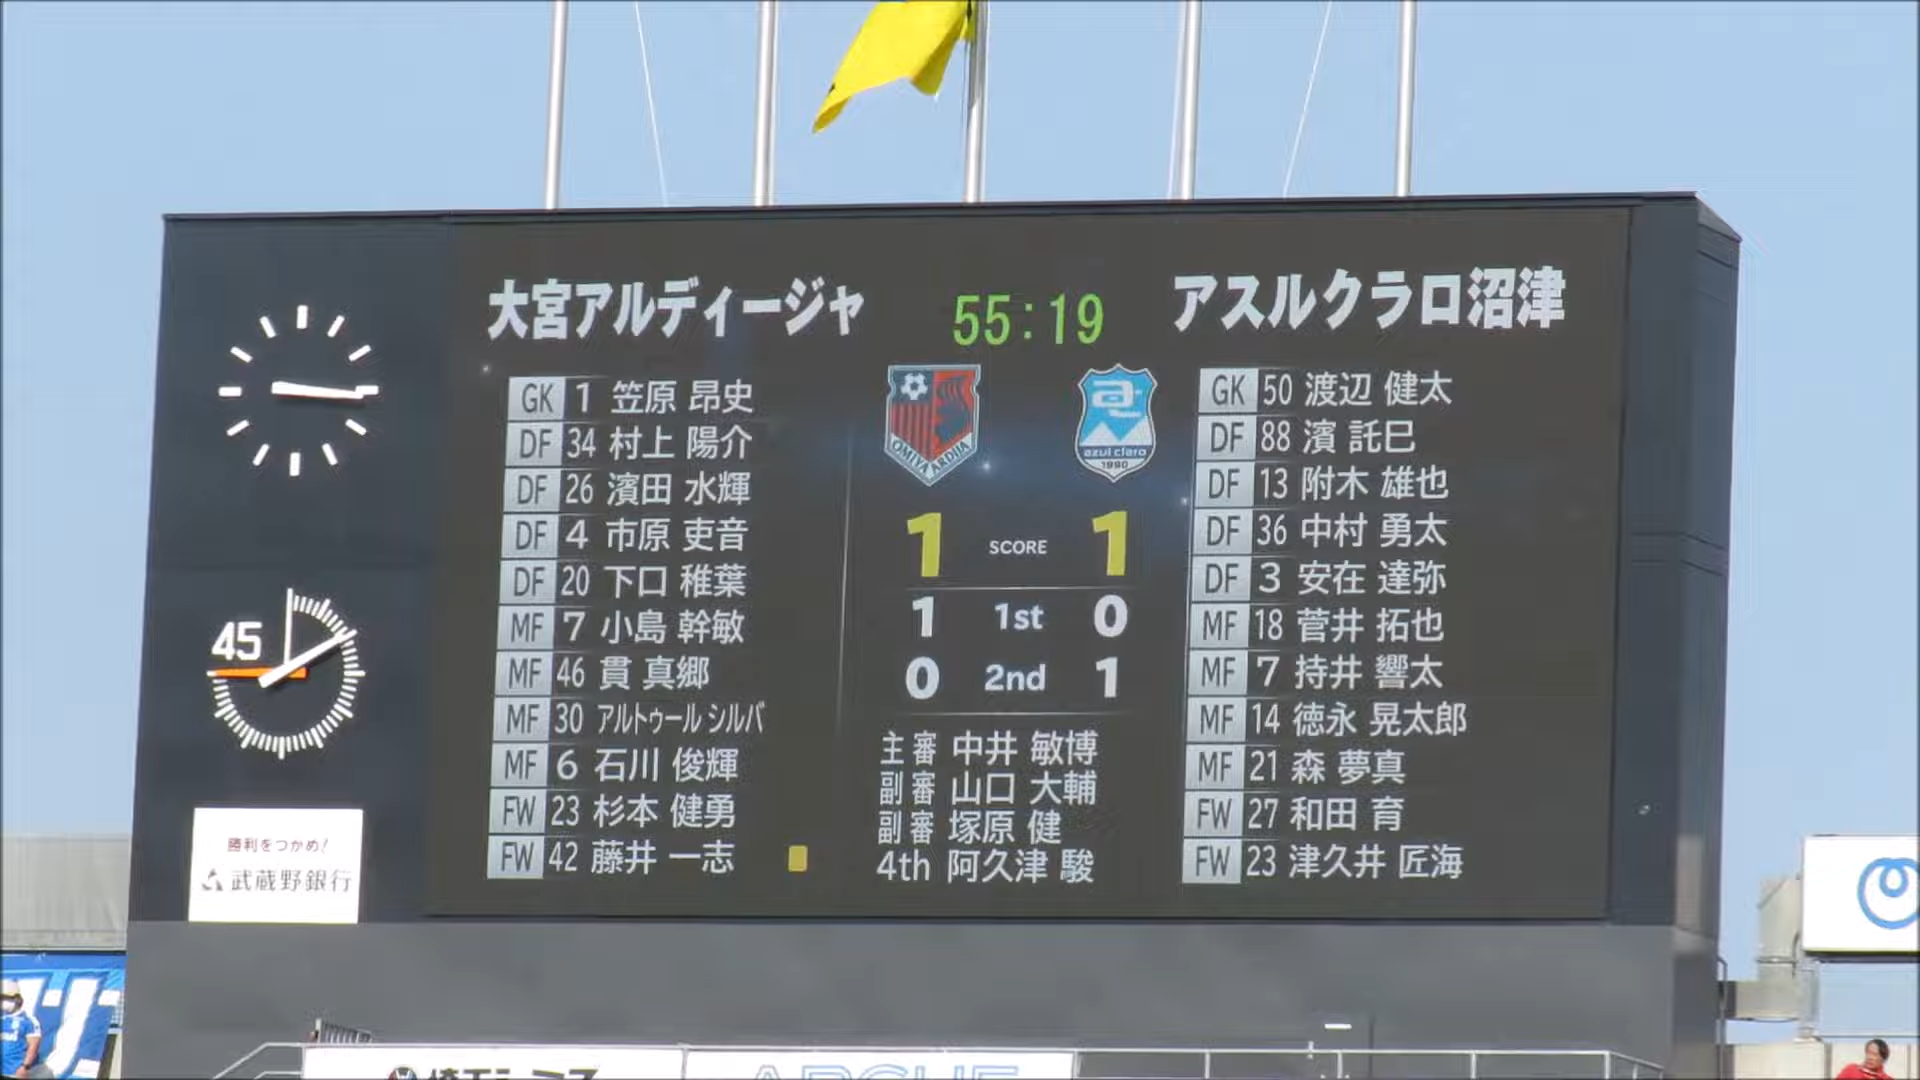 大宮アルディージャ
55:19
アスルクラロ沼津
GK 1 笠原 昂史
DF 34 村上 陽介
DF 26 濱田 水輝
DF 4 市原 吏音
DF 20 下口 稚葉
MF 7 小島 幹敏
MF 46 貫 真郷
MF 30 アルトゥール シルバ
MF 6 石川 俊輝
FW 23 杉本 健勇
FW 42 藤井 一志
OMIYA ARDIJA
azul claro
1990
1 SCORE 1
1 1st 0
0 2nd 1
主審 中井 敏博
副審 山口 大輔
副審 塚原 健
4th 阿久津 駿
GK 50 渡辺 健太
DF 88 濱 託巳
DF 13 附木 雄也
DF 36 中村 勇太
DF 3 安在 達弥
MF 18 菅井 拓也
MF 7 持井 響太
MF 14 徳永 晃太郎
MF 21 森 夢真
FW 27 和田 育
FW 23 津久井 匠海
45
勝利をつかめ!
武蔵野銀行